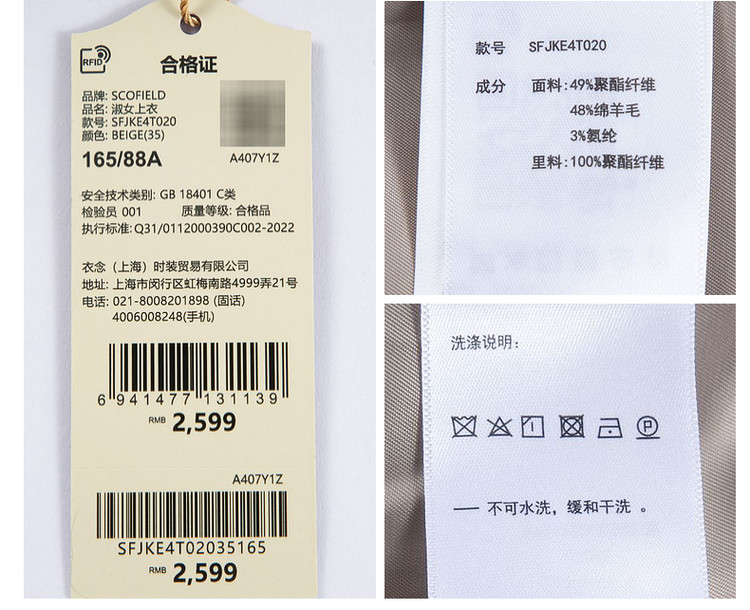 RFID
合格证
品牌: SCOFIELD
品名: 淑女上衣
款号: SFJKE4T020
颜色: BEIGE(35)
165/88A
A407Y1Z
安全技术类别: GB 18401 C类
检验员 001 质量等级: 合格品
执行标准: Q31/0112000390C002-2022
衣念（上海）时装贸易有限公司
地址: 上海市闵行区虹梅南路4999弄21号
电话: 021-8008201898 (固话)
4006008248(手机)
6 941477 131139
RMB 2,599
A407Y1Z
SFJKE4T02035165
RMB 2,599
款号 SFJKE4T020
成分 面料:49%聚酯纤维
48%绵羊毛
3%氨纶
里料:100%聚酯纤维
洗涤说明:
P
— 不可水洗，缓和干洗 。